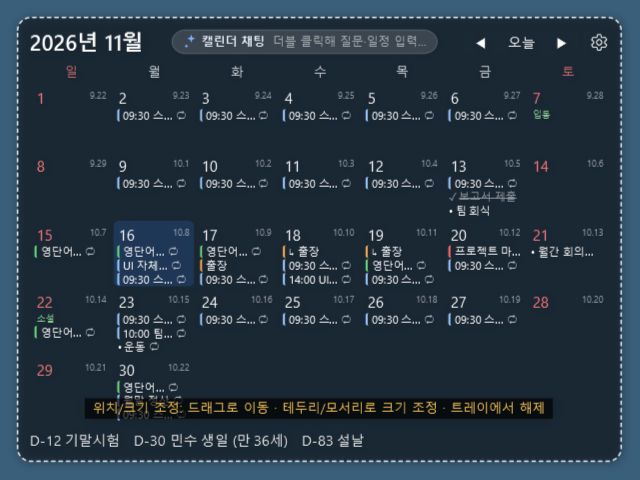 2026년 11월
캘린더 채팅 더블 클릭해 질문·일정 입력...
◀ 오늘 ▶
일 월 화 수 목 금 토
1 9.22 2 9.23 3 9.24 4 9.25 5 9.26 6 9.27 7 9.28
09:30 스... 09:30 스... 09:30 스... 09:30 스... 09:30 스... 입동
8 9.29 9 10.1 10 10.2 11 10.3 12 10.4 13 10.5 14 10.6
09:30 스... 09:30 스... 09:30 스... 09:30 스... 09:30 스...
✓ 보고서 제출
• 팀 회식
15 10.7 16 10.8 17 10.9 18 10.10 19 10.11 20 10.12 21 10.13
영단어... 영단어... 영단어... ↳ 출장 ↳ 출장 프로젝트 마... • 월간 회의...
UI 자체... 출장 09:30 스... 영단어... 09:30 스...
09:30 스... 09:30 스... 14:00 UI... 09:30 스...
22 10.14 23 10.15 24 10.16 25 10.17 26 10.18 27 10.19 28 10.20
소설 09:30 스... 09:30 스... 09:30 스... 09:30 스... 09:30 스...
영단어... 10:00 팀...
• 운동
29 10.21 30 10.22
영단어...
위치/크기 조정: 드래그로 이동 · 테두리/모서리로 크기 조정 · 트레이에서 해제
D-12 기말시험 D-30 민수 생일 (만 36세) D-83 설날